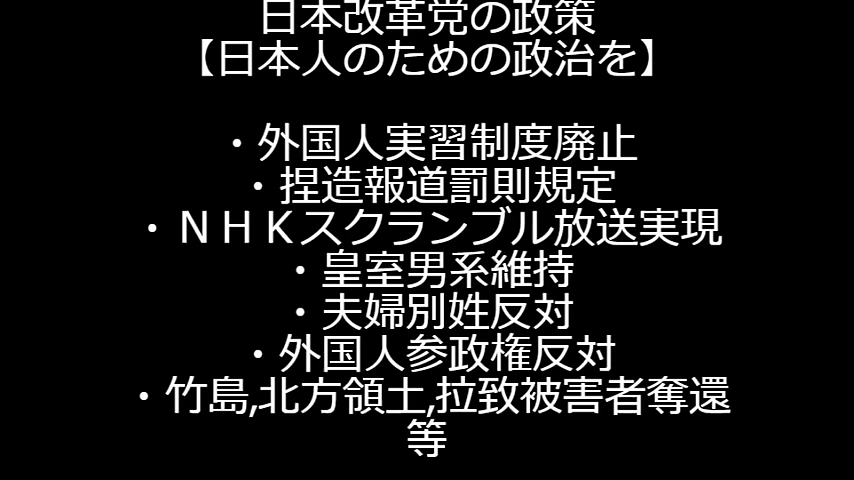 日本改革党の政策
【日本人のための政治を】
・外国人実習制度廃止
・捏造報道罰則規定
・ＮＨＫスクランブル放送実現
・皇室男系維持
・夫婦別姓反対
・外国人参政権反対
・竹島,北方領土,拉致被害者奪還
等